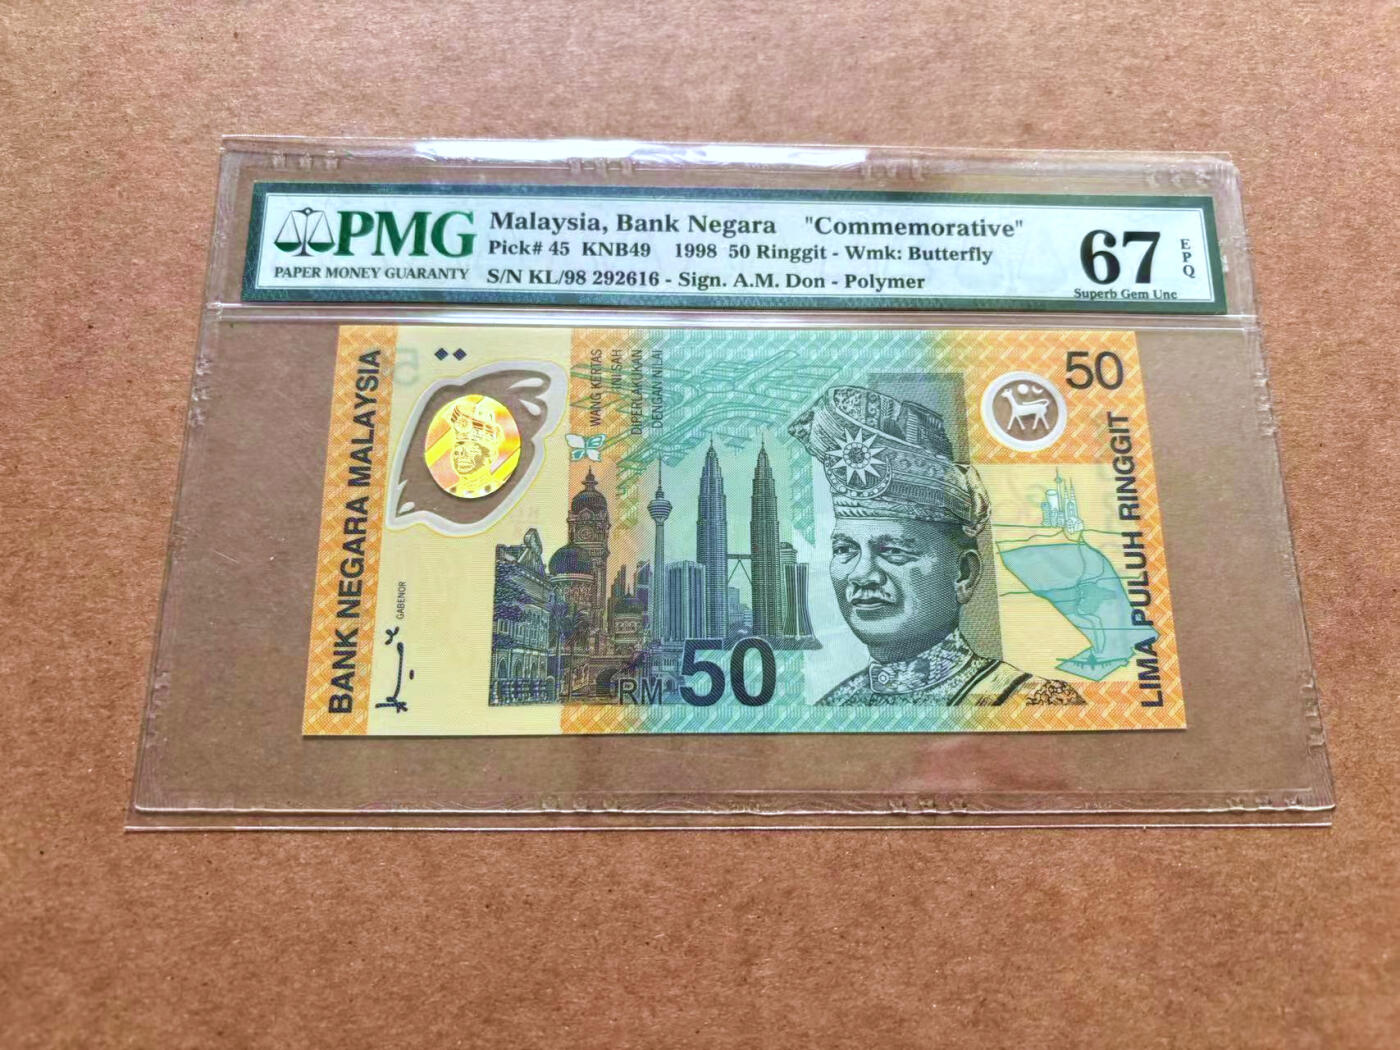 PMG
PAPER MONEY GUARANTY
Malaysia, Bank Negara "Commemorative"
Pick# 45 KNB49 1998 50 Ringgit - Wmk: Butterfly
S/N KL/98 292616 - Sign. A.M. Don - Polymer
67
EPQ
Superb Gem Unc
BANK NEGARA MALAYSIA
GABENOR
WANG KERTAS
INI SAH
DIPERLAKUKAN
DENGAN NILAI
RM 50
50
LIMA PULUH RINGGIT